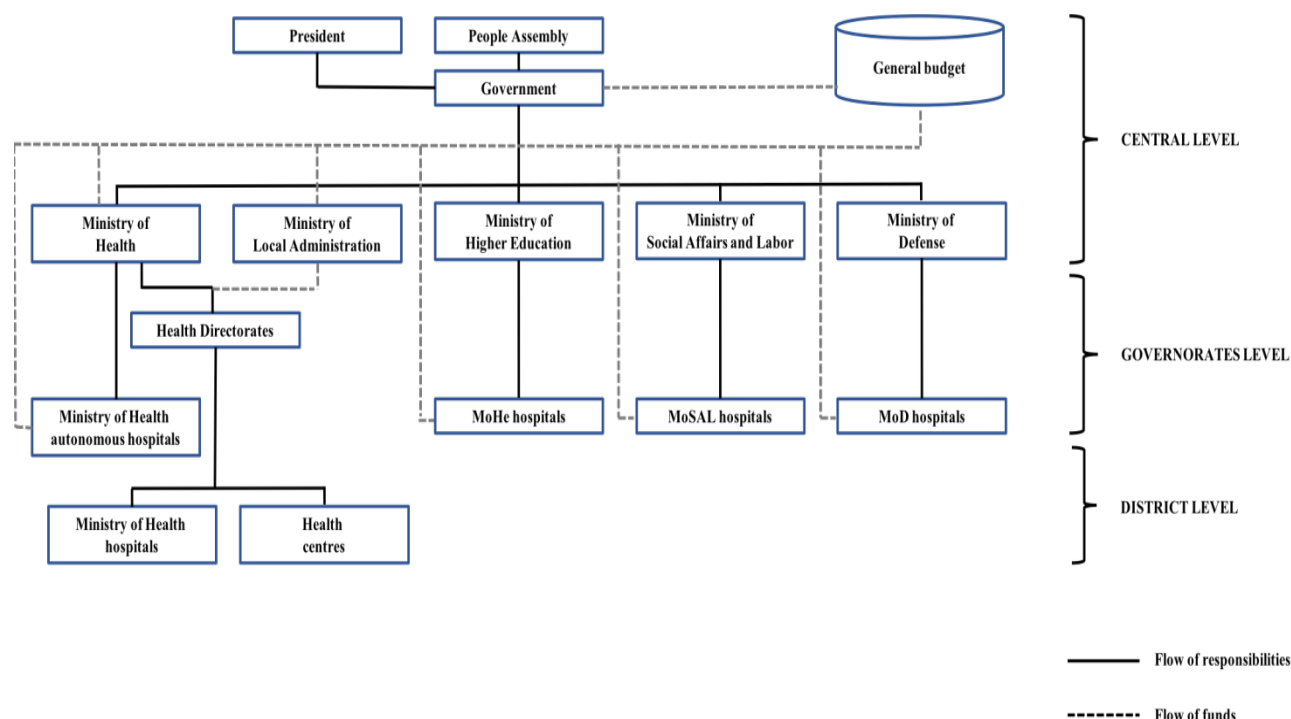 President
People Assembly
General budget
Government
CENTRAL LEVEL
Ministry of
Health
Ministry of
Local Administration
Ministry of
Higher Education
Ministry of
Social Affairs and Labor
Ministry of
Defense
Health Directorates
GOVERNORATES LEVEL
Ministry of Health
autonomous hospitals
MoHe hospitals
MoSAL hospitals
MoD hospitals
DISTRICT LEVEL
Ministry of Health
hospitals
Health
centres
Flow of responsibilities
Flow of funds